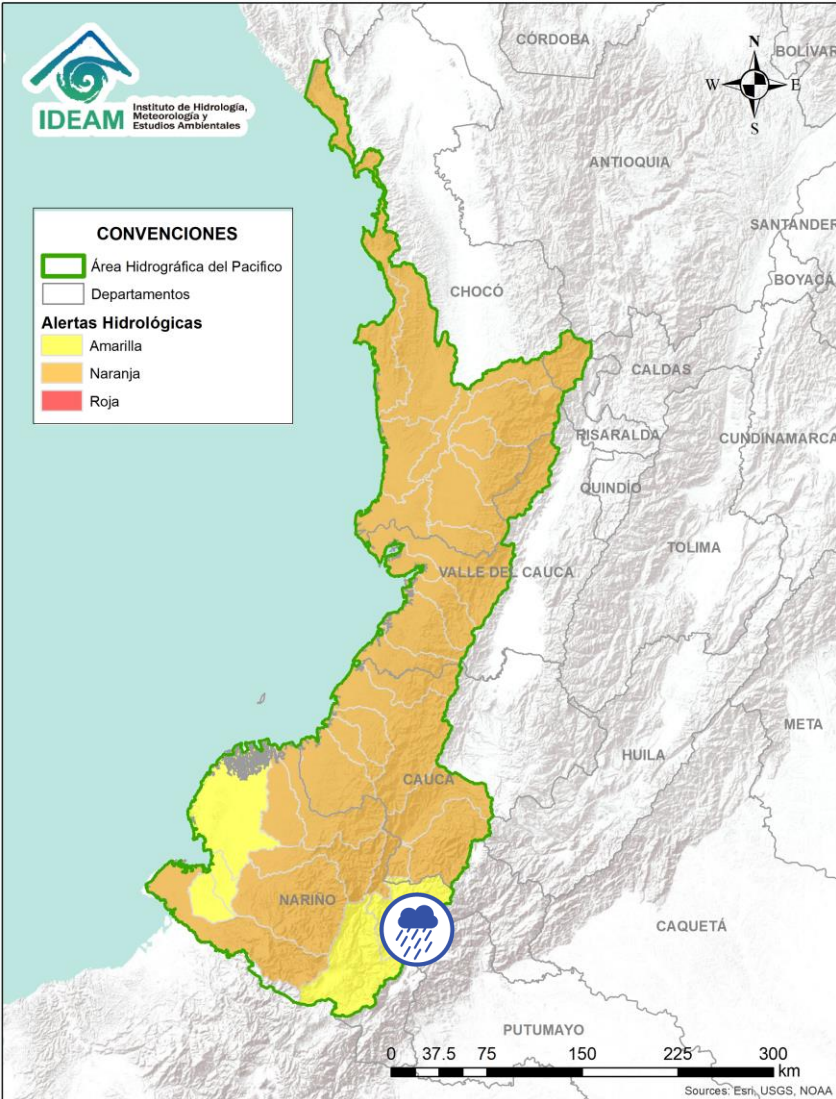 IDEAM
Instituto de Hidrología,
Meteorología y
Estudios Ambientales
N
W
E
S
CÓRDOBA
BOLÍVAR
ANTIOQUIA
SANTANDER
BOYACÁ
CHOCÓ
CALDAS
RISARALDA
CUNDINAMARCA
QUINDÍO
TOLIMA
VALLE DEL CAUCA
META
HUILA
CAUCA
NARIÑO
CAQUETÁ
PUTUMAYO
CONVENCIONES
Área Hidrográfica del Pacifico
Departamentos
Alertas Hidrológicas
Amarilla
Naranja
Roja
0 37.5 75 150 225 300
km
Sources: Esri, USGS, NOAA